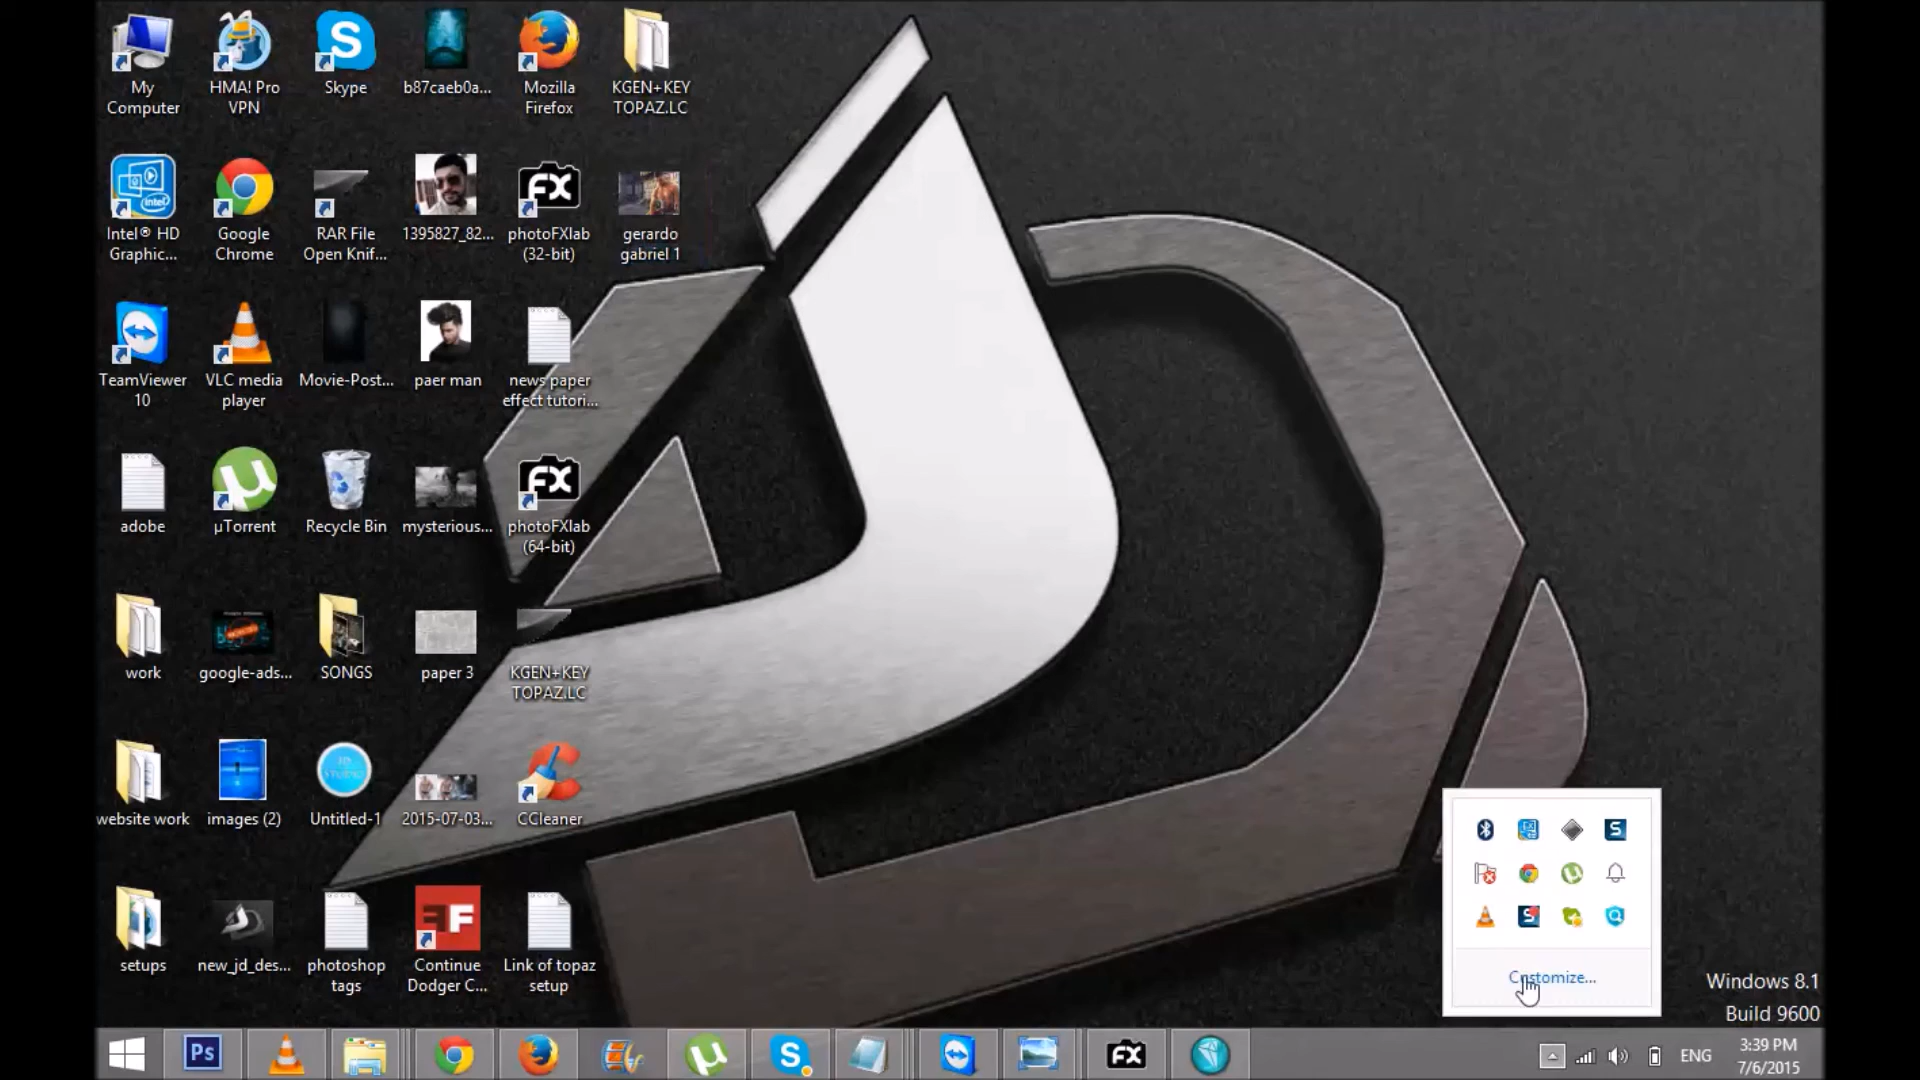 My
Computer
HMA! Pro
VPN
Skype
b87caeb0a...
Mozilla
Firefox
KGEN+KEY
TOPAZ.LC
Intel® HD
Graphic...
Google
Chrome
RAR File
Open Knif...
1395827_82...
photoFXlab
(32-bit)
gerardo
gabriel 1
TeamViewer
10
VLC media
player
Movie-Post...
paer man
news paper
effect tutori...
adobe
µTorrent
Recycle Bin
mysterious...
photoFXlab
(64-bit)
work
google-ads...
SONGS
paper 3
KGEN+KEY
TOPAZ.LC
website work
images (2)
Untitled-1
2015-07-03...
CCleaner
setups
new_jd_des...
photoshop
tags
Continue
Dodger C...
Link of topaz
setup
Customize...
Windows 8.1
Build 9600
Ps
FX
ENG
3:39 PM
7/6/2015